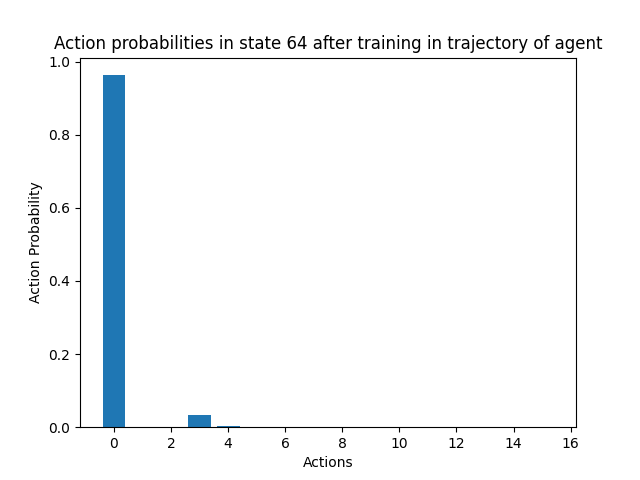 Action probabilities in state 64 after training in trajectory of agent
1.0
0.8
0.6
0.4
0.2
0.0
Action Probability
0 2 4 6 8 10 12 14 16
Actions